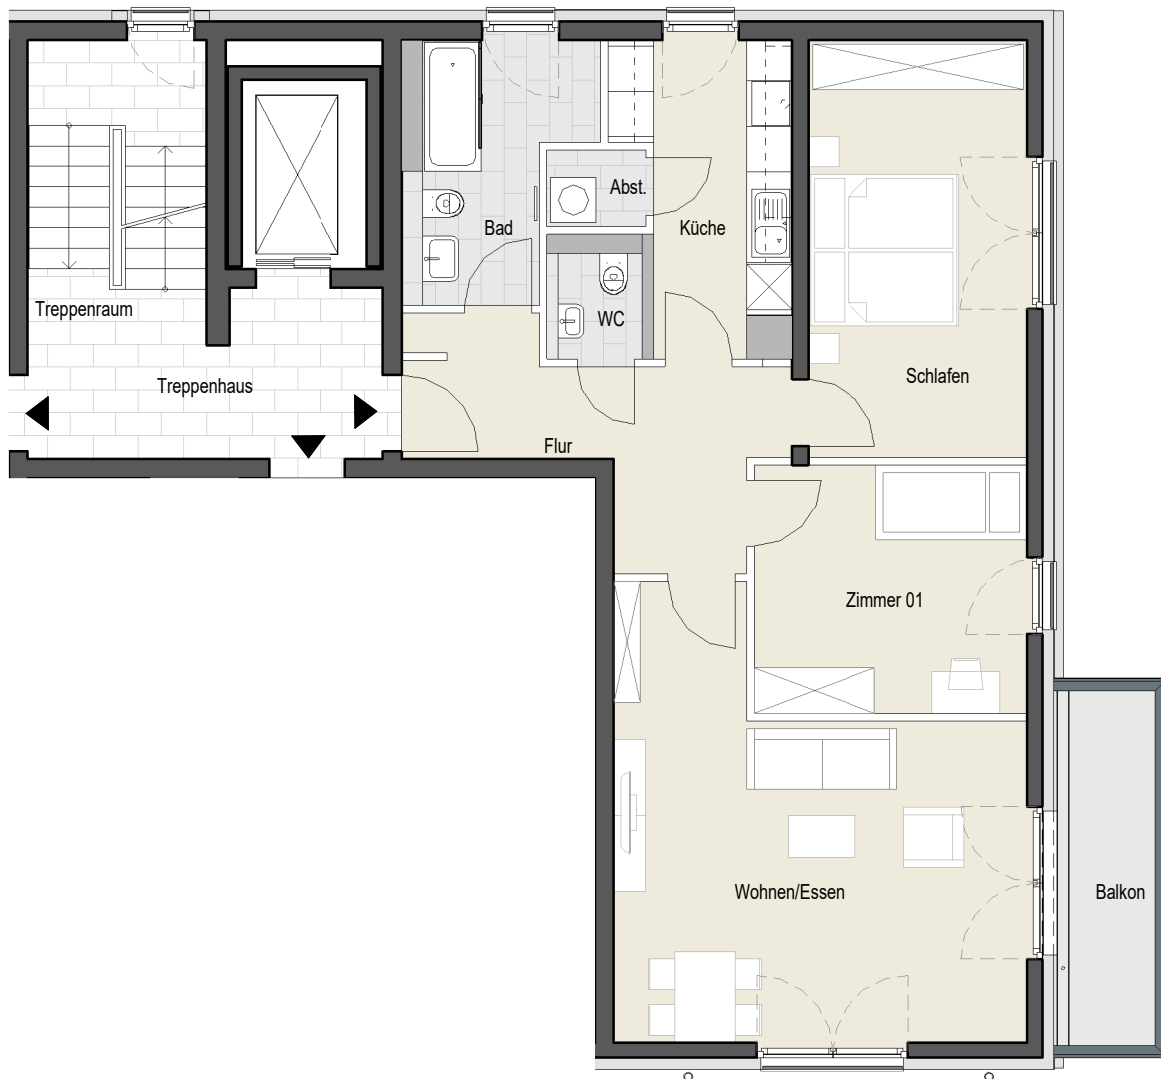 Abst.
Bad
Küche
Treppenraum
WC
Schlafen
Treppenhaus
Flur
Zimmer 01
Wohnen/Essen
Balkon